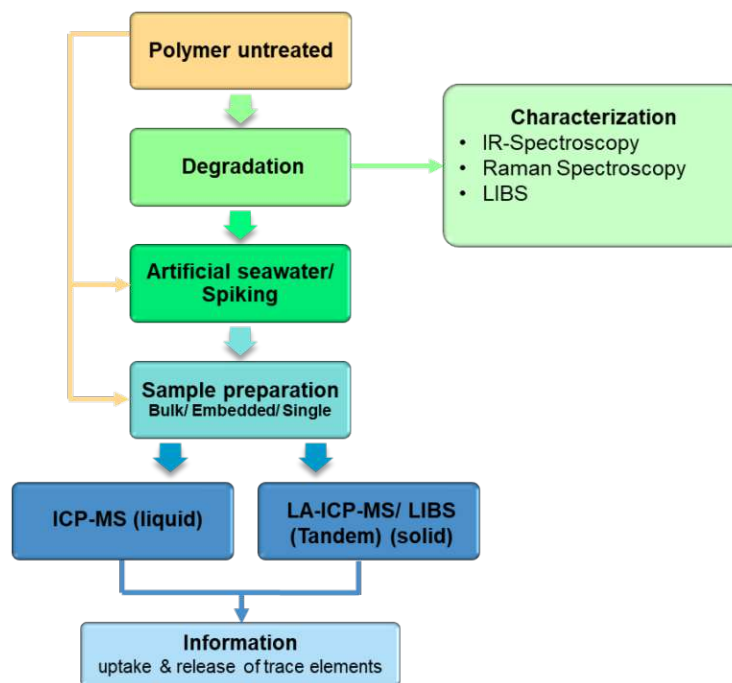 Polymer untreated
Degradation
Characterization
• IR-Spectroscopy
• Raman Spectroscopy
• LIBS
Artificial seawater/
Spiking
Sample preparation
Bulk/ Embedded/ Single
ICP-MS (liquid)
LA-ICP-MS/ LIBS
(Tandem) (solid)
Information
uptake & release of trace elements